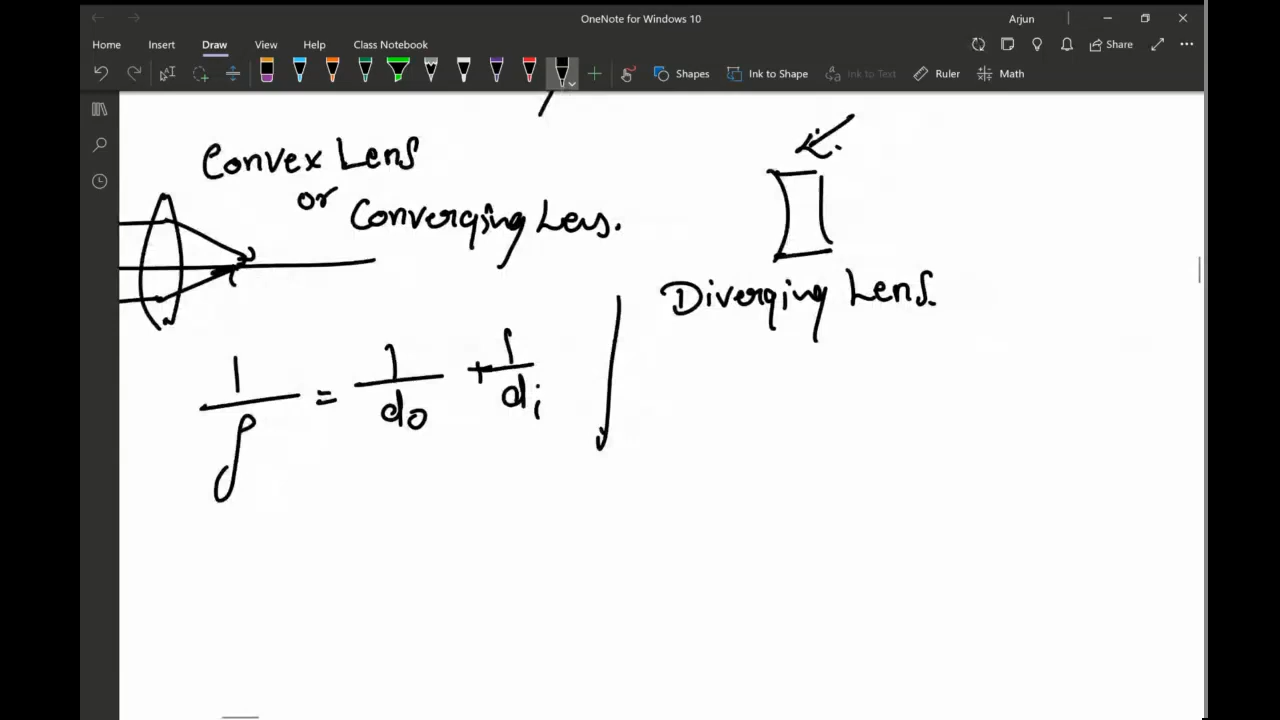 OneNote for Windows 10
Arjun
Home Insert Draw View Help Class Notebook
Share
Shapes Ink to Shape Ink to Text Ruler Math
Convex Lens
or Converging Lens.
Diverging Lens.
1/f = 1/do + 1/di